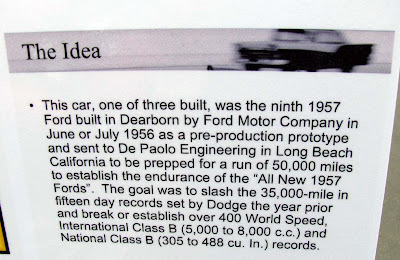 The Idea
• This car, one of three built, was the ninth 1957
Ford built in Dearborn by Ford Motor Company in
June or July 1956 as a pre-production prototype
and sent to De Paolo Engineering in Long Beach
California to be prepped for a run of 50,000 miles
to establish the endurance of the “All New 1957
Fords”.  The goal was to slash the 35,000-mile in
fifteen day records set by Dodge the year prior
and break or establish over 400 World Speed,
International Class B (5,000 to 8,000 c.c.) and
National Class B (305 to 488 cu. In.) records.